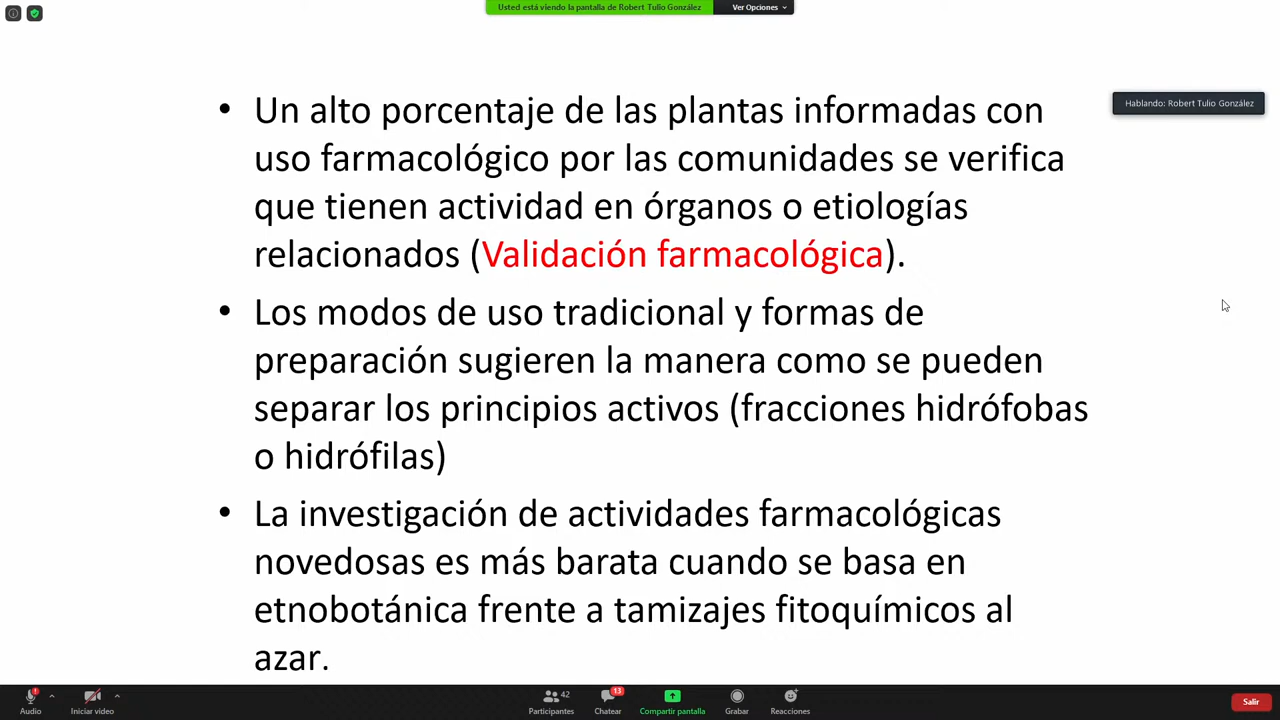 Usted está viendo la pantalla de Robert Tulio González
Ver Opciones
Hablando: Robert Tulio González
• Un alto porcentaje de las plantas informadas con
uso farmacológico por las comunidades se verifica
que tienen actividad en órganos o etiologías
relacionados (Validación farmacológica).
• Los modos de uso tradicional y formas de
preparación sugieren la manera como se pueden
separar los principios activos (fracciones hidrófobas
o hidrófilas)
• La investigación de actividades farmacológicas
novedosas es más barata cuando se basa en
etnobotánica frente a tamizajes fitoquímicos al
azar.
Audio
Iniciar video
42
Participantes
13
Chatear
Compartir pantalla
Grabar
Reacciones
Salir